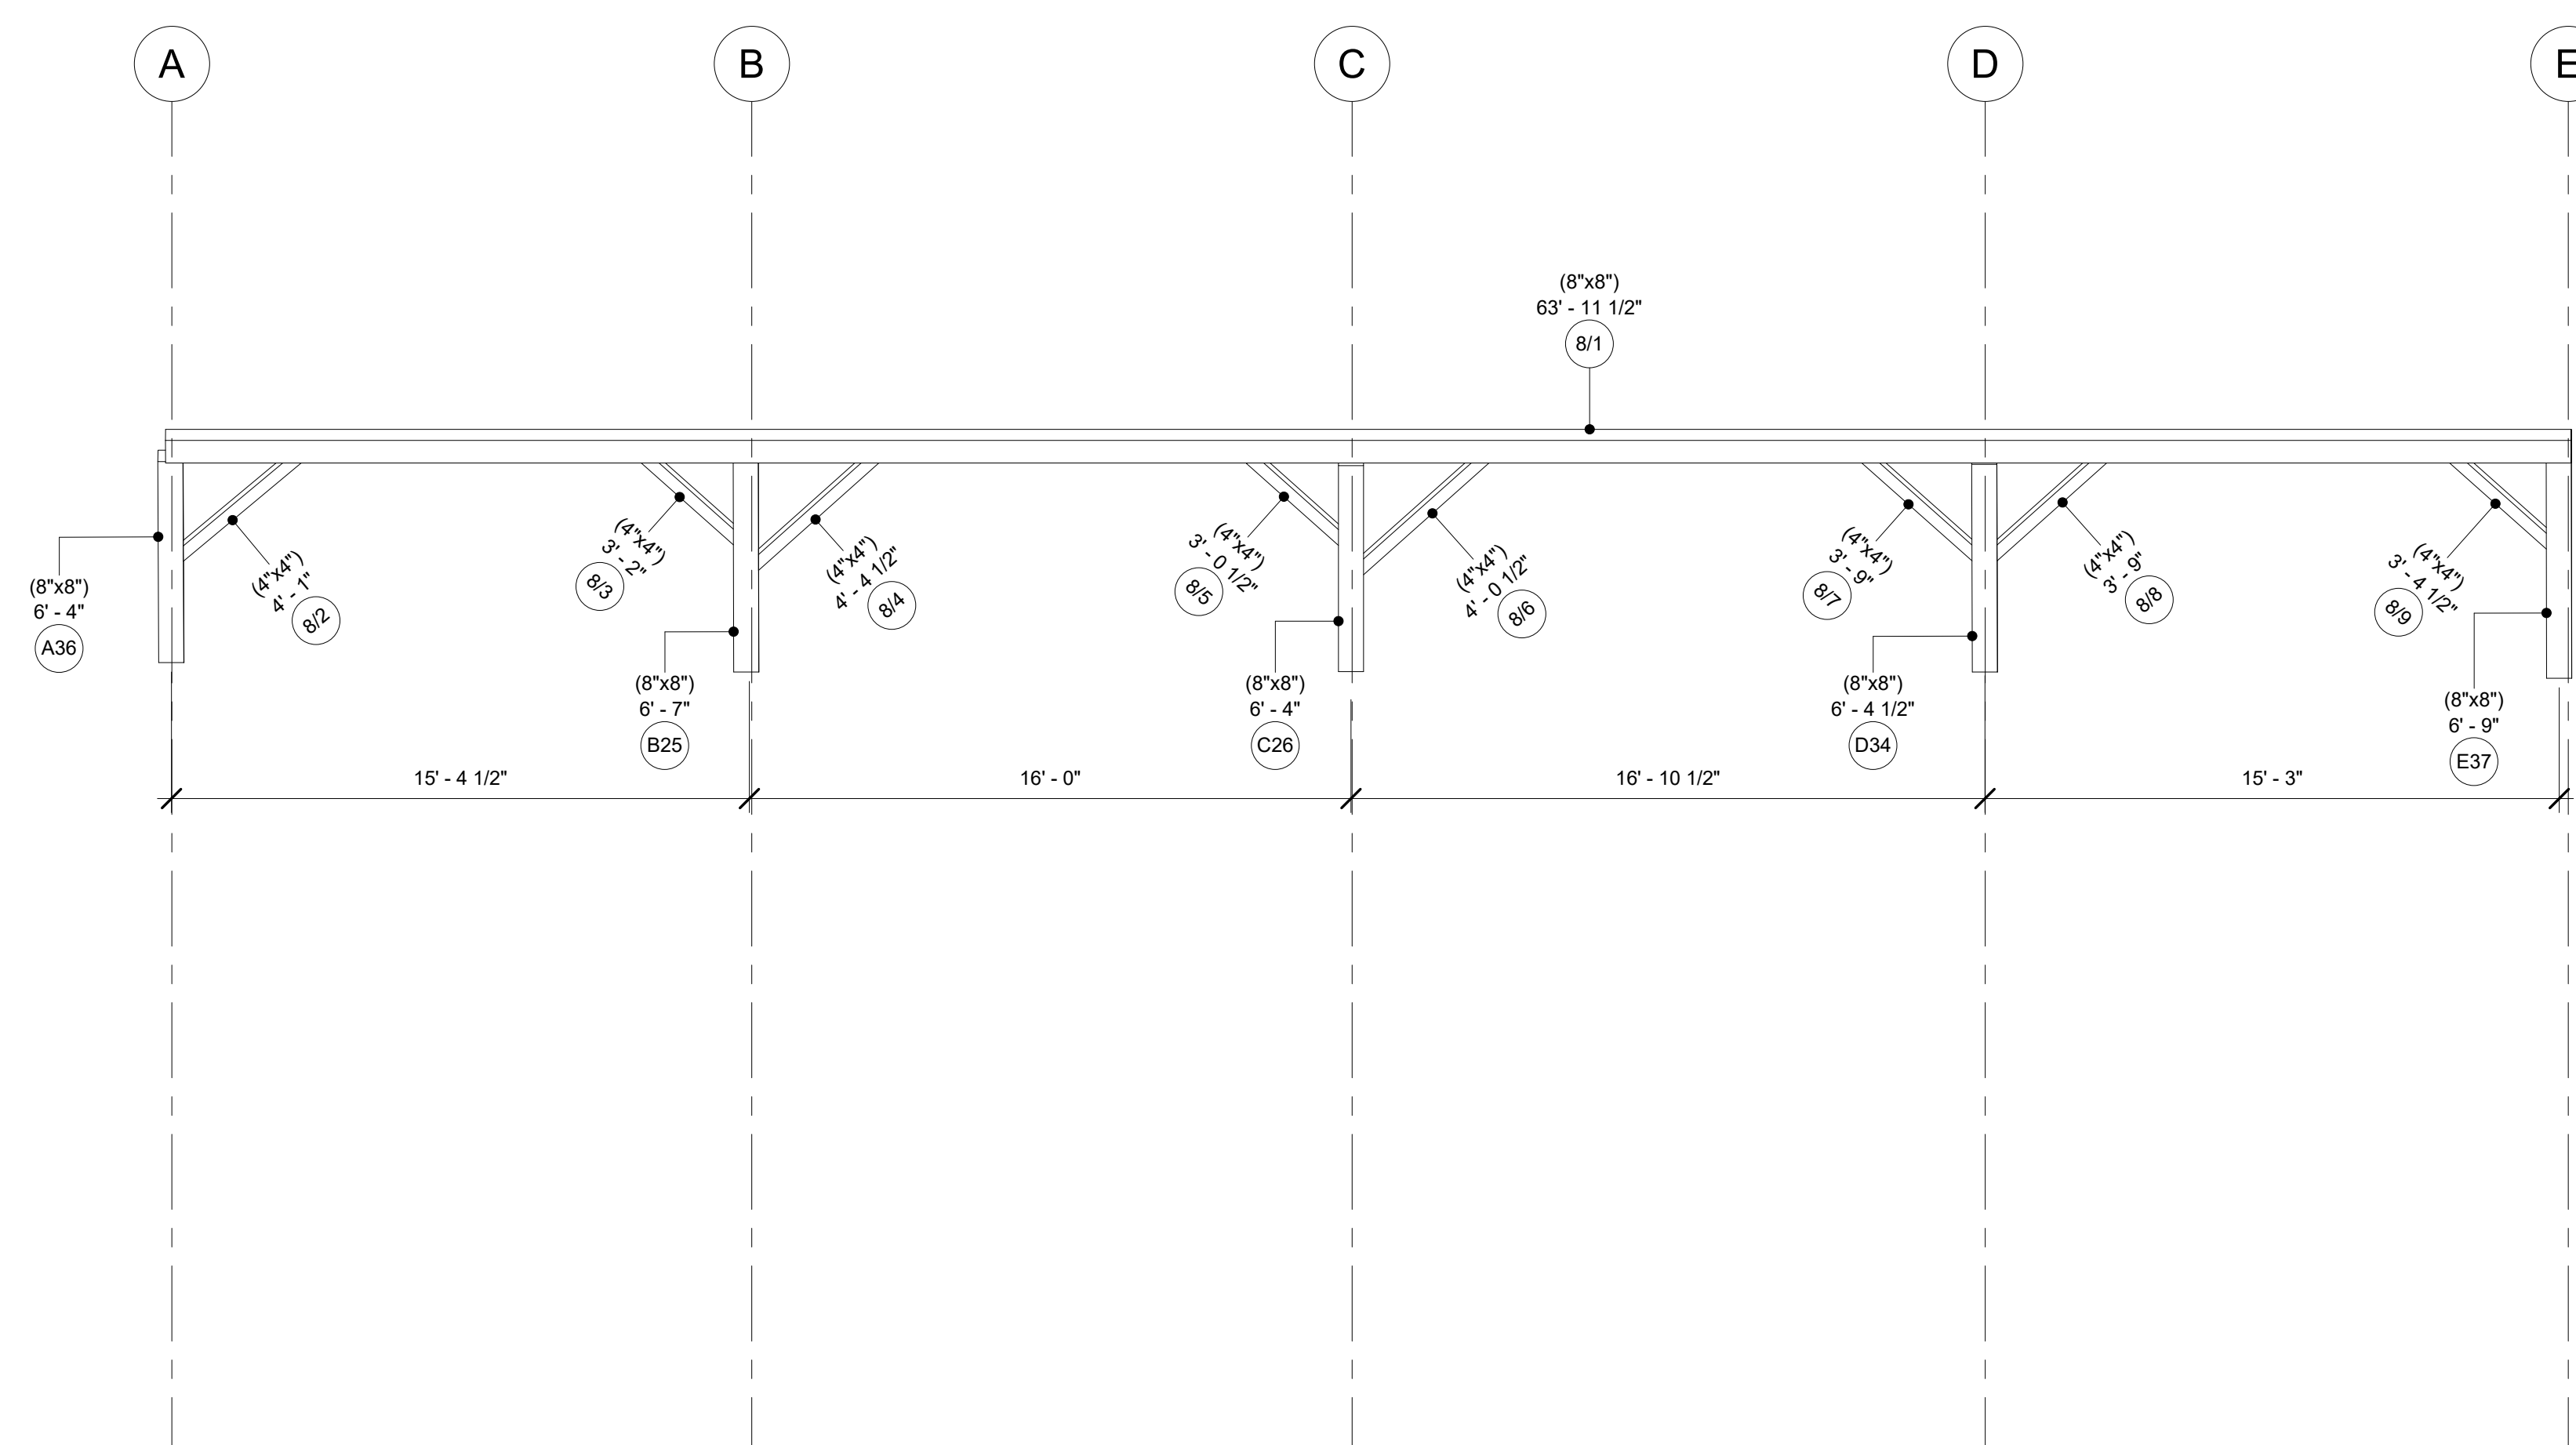 A
B
C
D
E
(8"x8")
63' - 11 1/2"
8/1
(8"x8")
6' - 4"
A36
(4"x4")
4' - 1"
8/2
(4"x4")
3' - 2"
8/3
(8"x8")
6' - 7"
B25
(4"x4")
4' - 4 1/2"
8/4
(4"x4")
3' - 0 1/2"
8/5
(8"x8")
6' - 4"
C26
(4"x4")
4' - 0 1/2"
8/6
(4"x4")
3' - 9"
8/7
(8"x8")
6' - 4 1/2"
D34
(4"x4")
3' - 9"
8/8
(4"x4")
3' - 4 1/2"
8/9
(8"x8")
6' - 9"
E37
15' - 4 1/2"
16' - 0"
16' - 10 1/2"
15' - 3"